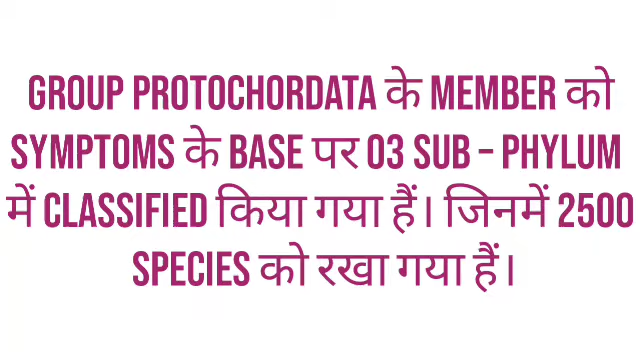 GROUP PROTOCHORDATA के MEMBER को
SYMPTOMS के BASE पर 03 SUB - PHYLUM
में CLASSIFIED किया गया हैं। जिनमें 2500
SPECIES को रखा गया हैं।